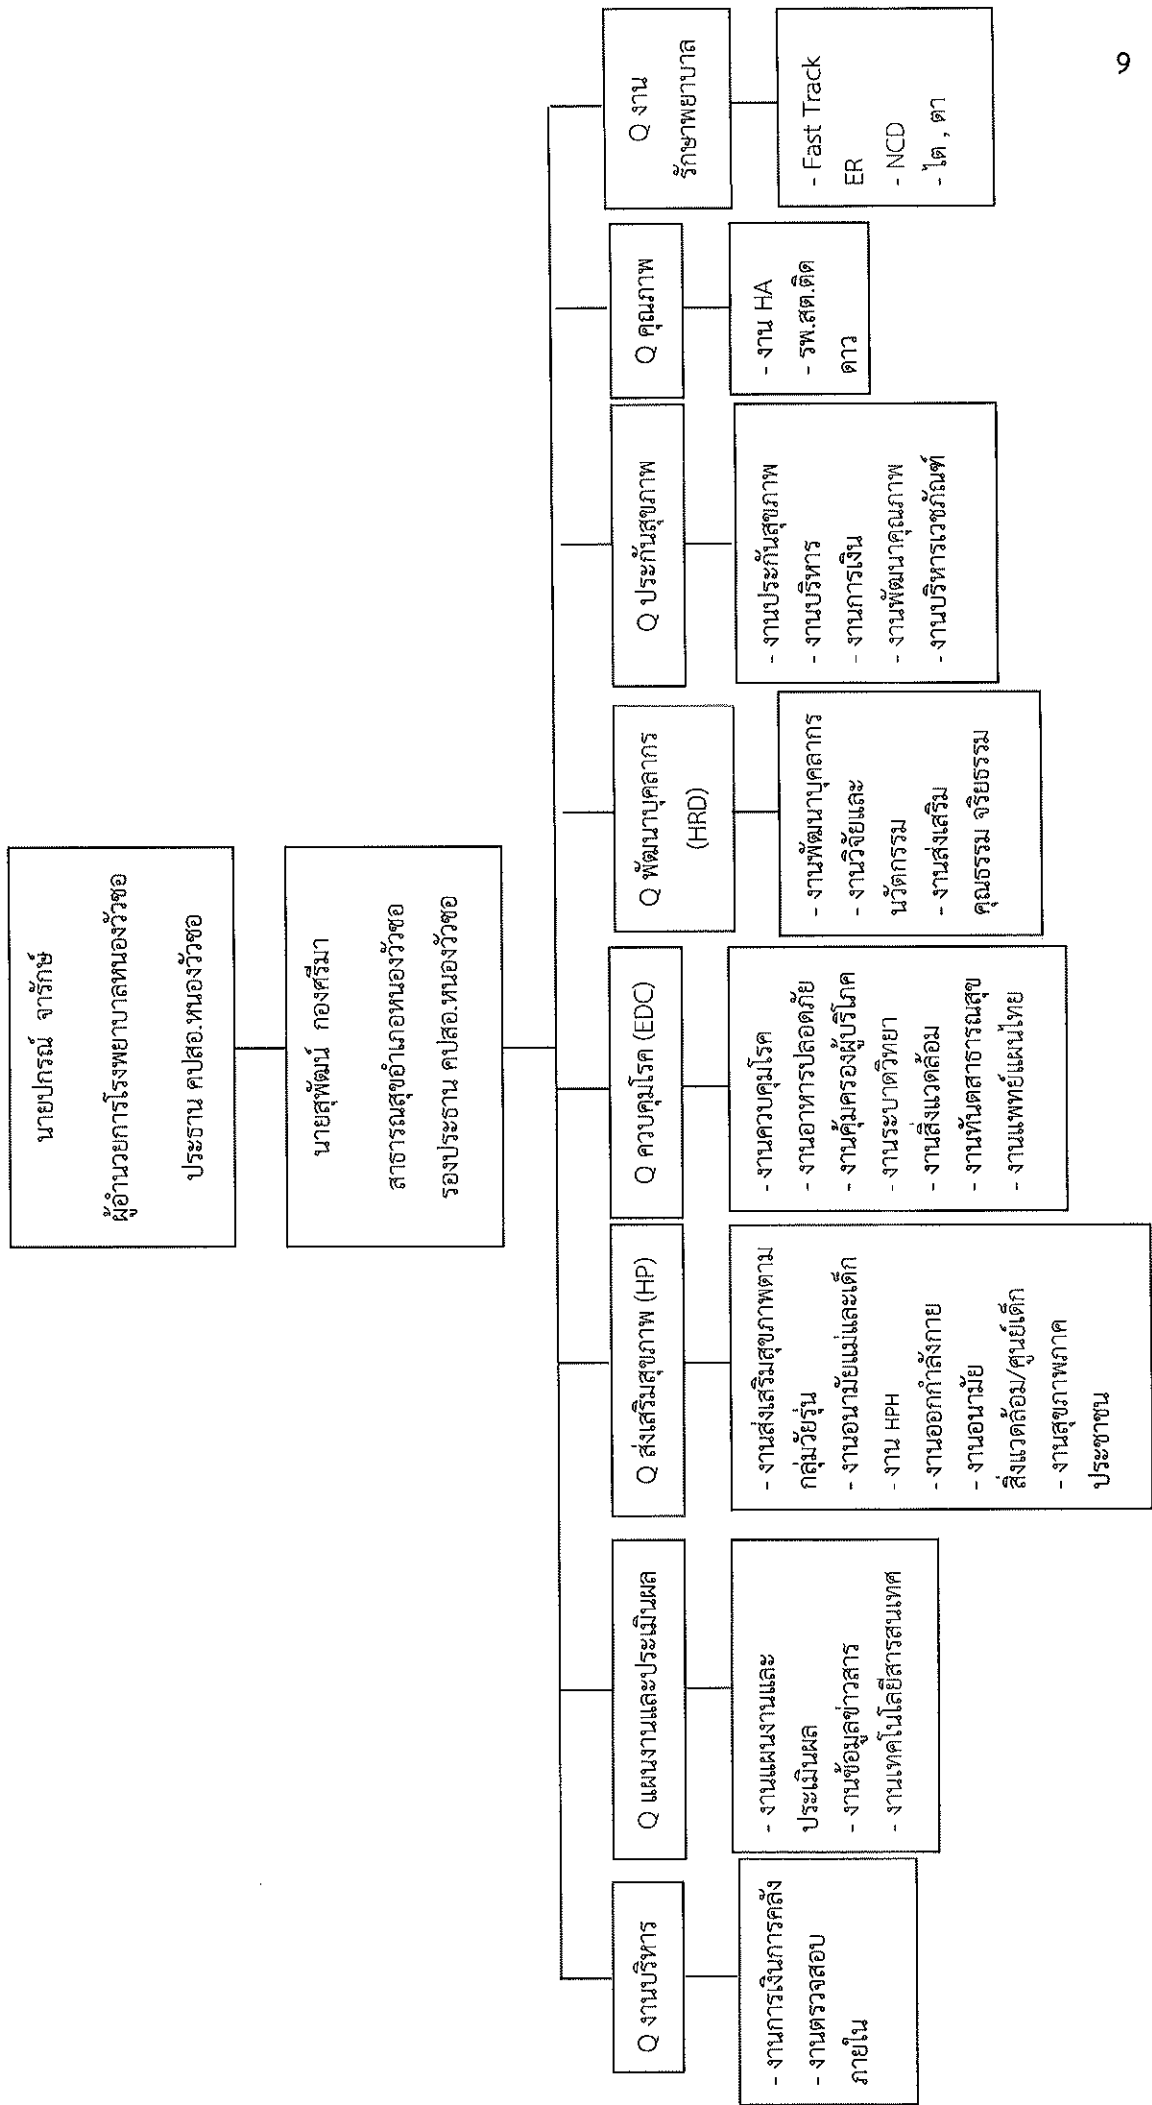 นายปกรณ์ จารักษ์
ผู้อำนวยการโรงพยาบาลหนองวัวซอ
ประธาน คปสอ.หนองวัวซอ
นายสุพัฒน์ กองศรีมา
สาธารณสุขอำเภอหนองวัวซอ
รองประธาน คปสอ.หนองวัวซอ
Q งานบริหาร
- งานการเงินการคลัง
- งานตรวจสอบ
ภายใน
Q แผนงานและประเมินผล
- งานแผนงานและ
ประเมินผล
- งานข้อมูลข่าวสาร
- งานเทคโนโลยีสารสนเทศ
Q ส่งเสริมสุขภาพ (HP)
- งานส่งเสริมสุขภาพตาม
กลุ่มวัยรุ่น
- งานอนามัยแม่และเด็ก
- งาน HPH
- งานออกกำลังกาย
- งานอนามัย
สิ่งแวดล้อม/ศูนย์เด็ก
- งานสุขภาพภาค
ประชาชน
Q ควบคุมโรค (EDC)
- งานควบคุมโรค
- งานอาหารปลอดภัย
- งานคุ้มครองผู้บริโภค
- งานระบาดวิทยา
- งานสิ่งแวดล้อม
- งานทันตสาธารณสุข
- งานแพทย์แผนไทย
Q พัฒนาบุคลากร
(HRD)
- งานพัฒนาบุคลากร
- งานวิจัยและ
นวัตกรรม
- งานส่งเสริม
คุณธรรม จริยธรรม
Q ประกันสุขภาพ
- งานประกันสุขภาพ
- งานบริหาร
- งานการเงิน
- งานพัฒนาคุณภาพ
- งานบริหารเวชภัณฑ์
Q คุณภาพ
- งาน HA
- รพ.สต.ติด
ดาว
Q งาน
รักษาพยาบาล
- Fast Track
ER
- NCD
- ไต , ตา
9